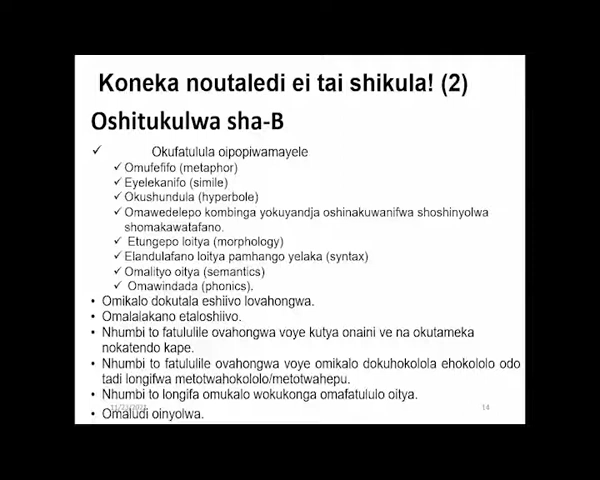 Koneka noutaledi ei tai shikula! (2)
Oshitukulwa sha-B
✓ Okufatulula oipopiwamayele
✓ Omufefifo (metaphor)
✓ Eyelekanifo (simile)
✓ Okushundula (hyperbole)
✓ Omawedelepo kombinga yokuyandja oshinakuwanifwa shoshinyolwa
shomakawatafano.
✓ Etungepo loitya (morphology)
✓ Elandulafano loitya pamhango yelaka (syntax)
✓ Omalityo oitya (semantics)
✓ Omawindada (phonics).
• Omikalo dokutala eshiivo lovahongwa.
• Omalalakano etaloshiivo.
• Nhumbi to fatululile ovahongwa voye kutya onaini ve na okutameka
nokatendo kape.
• Nhumbi to fatululile ovahongwa voye omikalo dokuhokolola ehokololo odo
tadi longifwa metotwahokololo/metotwahepu.
• Nhumbi to longifa omukalo wokukonga omafatululo oitya.
• Omaludi oinyolwa.
14